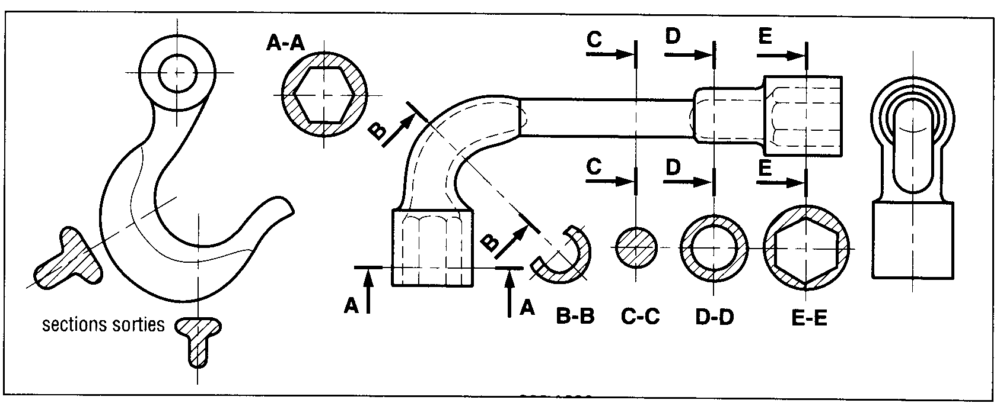 A-A
C D E
B
C D E
B
A A
B-B C-C D-D E-E
sections sorties